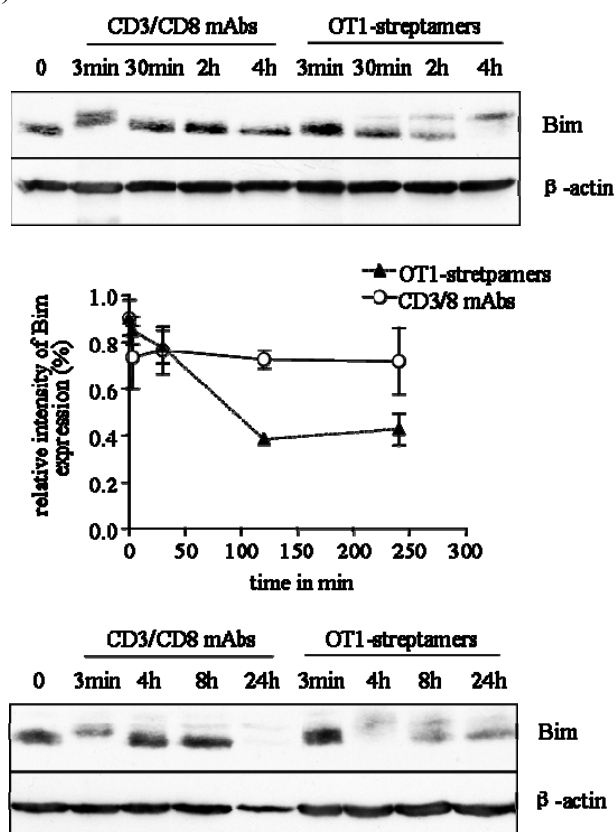 )
CD3/CD8 mAbs OT1-streptamers
0 3min 30min 2h 4h 3min 30min 2h 4h
Bim
β-actin
OT1-stretpamers
CD3/8 mAbs
relative intensity of Bim
expression (%)
1.0
0.8
0.6
0.4
0.2
0.0
0 50 100 150 200 250 300
time in min
CD3/CD8 mAbs OT1-streptamers
0 3min 4h 8h 24h 3min 4h 8h 24h
Bim
β-actin